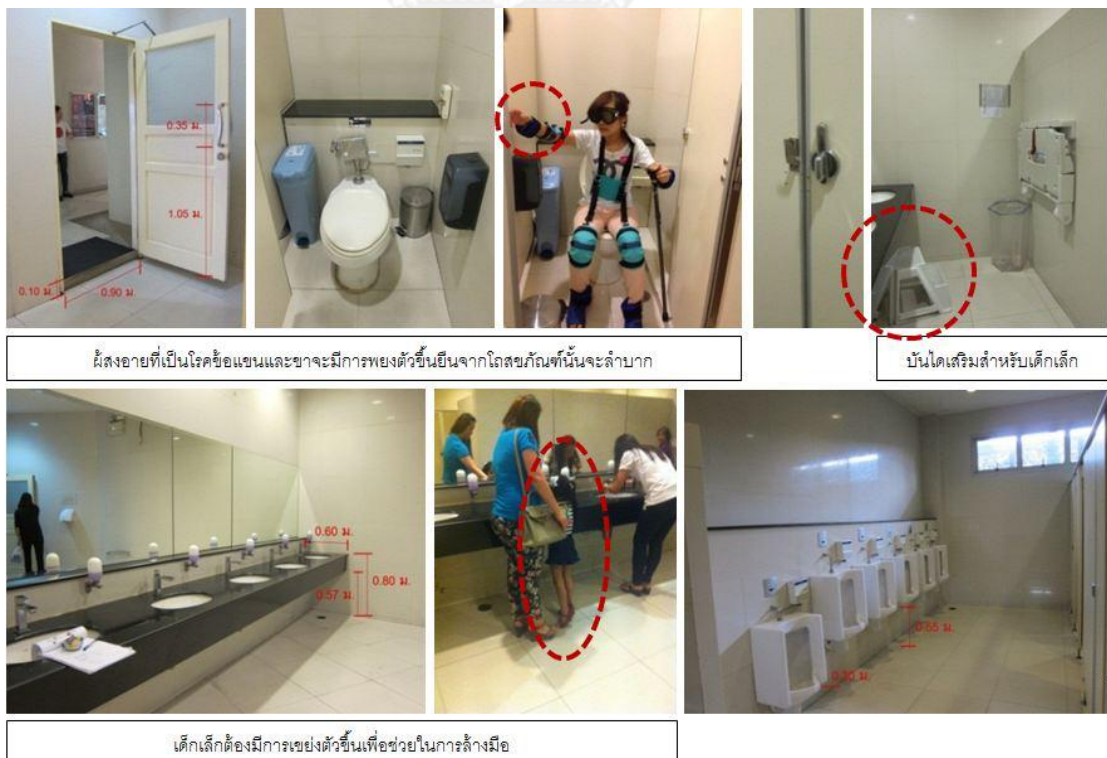 0.35 ม.
1.05 ม.
0.10 ม.
0.90 ม.
ผู้สูงอายุที่เป็นโรคข้อแขนและขาจะมีการพยุงตัวขึ้นยืนจากโถสุขภัณฑ์นั้นจะลำบาก
บันไดเสริมสำหรับเด็กเล็ก
0.60 ม.
0.80 ม.
0.57 ม.
0.55 ม.
0.30 ม.
เด็กเล็กต้องมีการเขย่งตัวขึ้นเพื่อช่วยในการล้างมือ